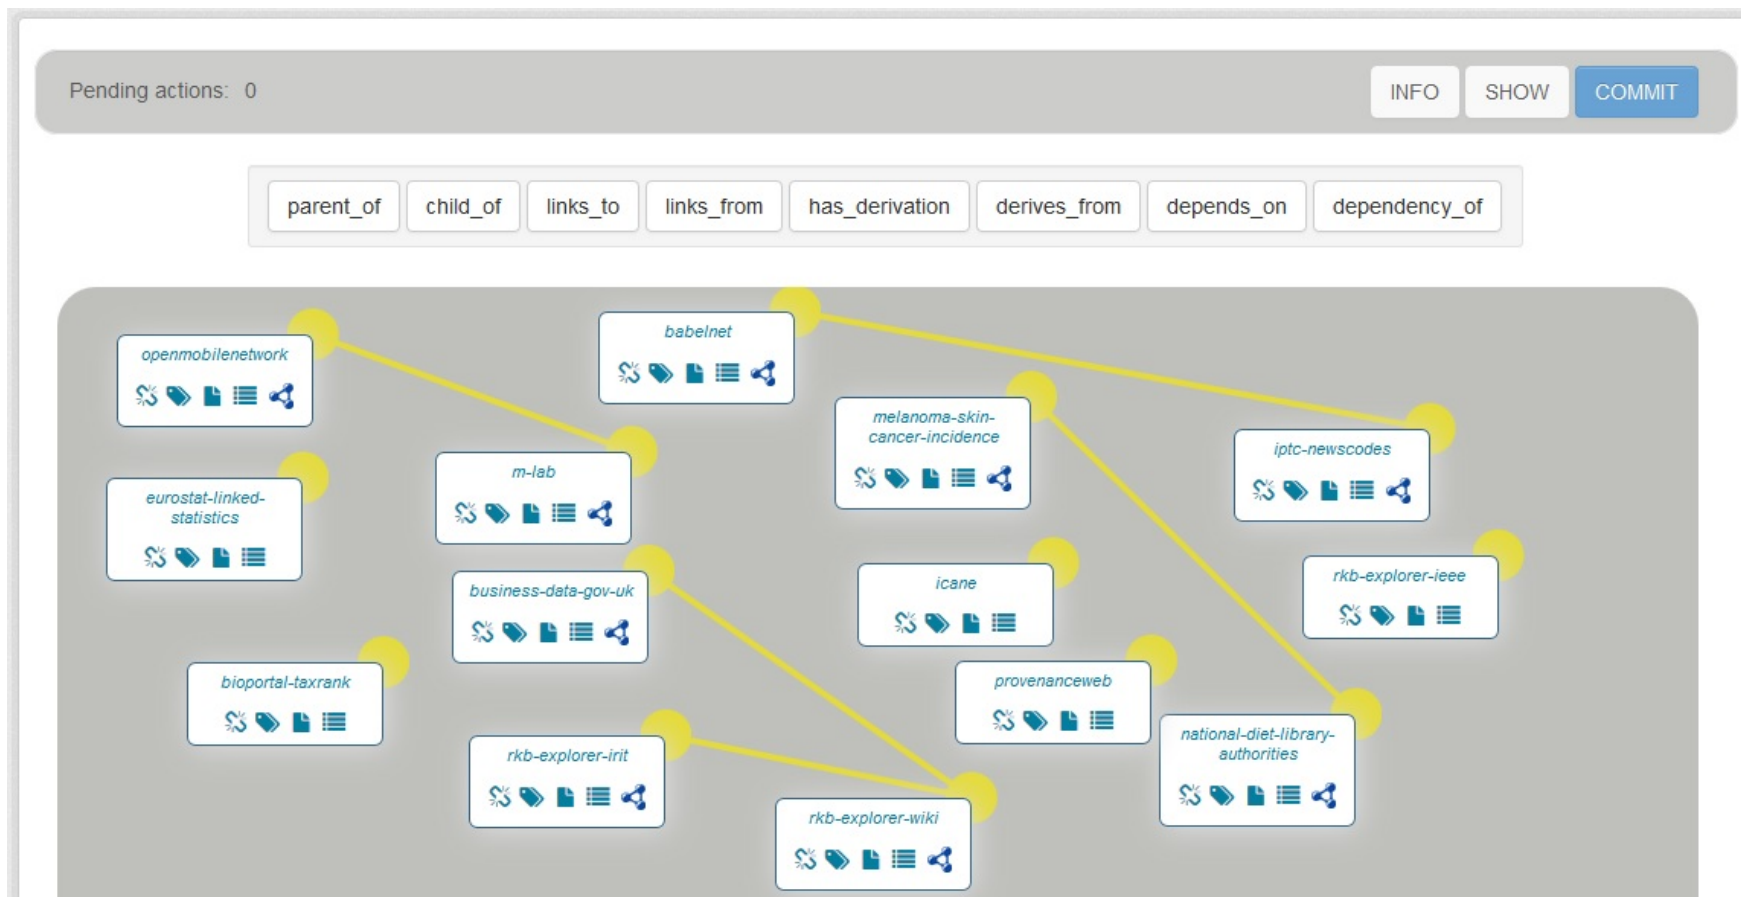 Pending actions: 0
INFO
SHOW
COMMIT
parent_of
child_of
links_to
links_from
has_derivation
derives_from
depends_on
dependency_of
openmobilenetwork
babelnet
melanoma-skin-
cancer-incidence
iptc-newscodes
m-lab
eurostat-linked-
statistics
business-data-gov-uk
icane
rkb-explorer-ieee
bioportal-taxrank
provenanceweb
national-diet-library-
authorities
rkb-explorer-irit
rkb-explorer-wiki